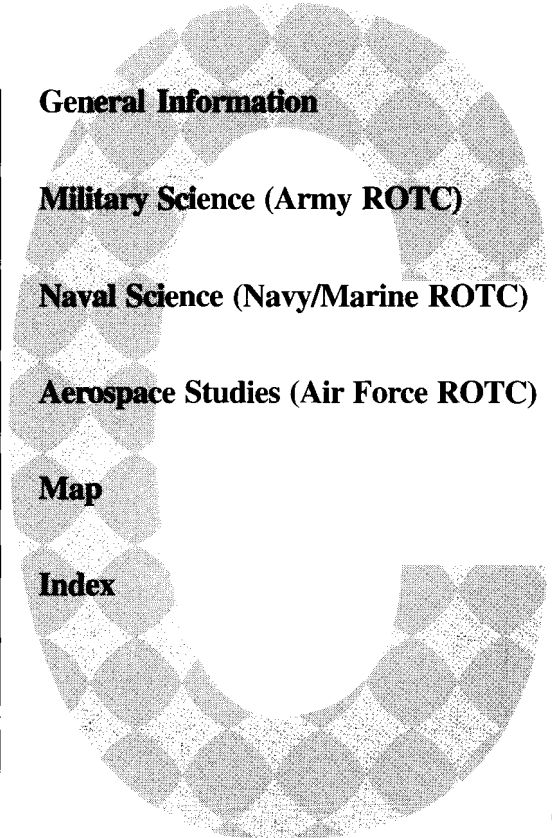 General Information
Military Science (Army ROTC)
Naval Science (Navy/Marine ROTC)
Aerospace Studies (Air Force ROTC)
Map
Index